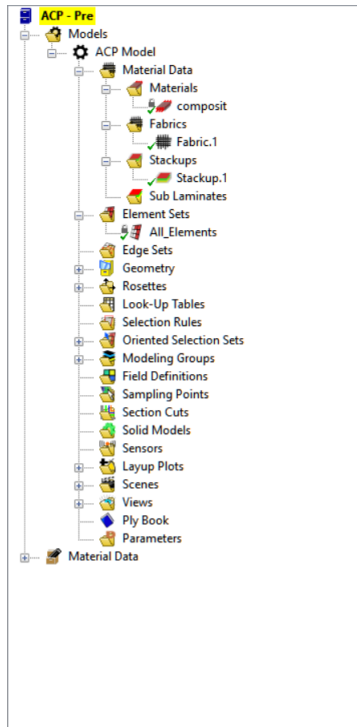 ACP - Pre
Models
ACP Model
Material Data
Materials
composit
Fabrics
Fabric.1
Stackups
Stackup.1
Sub Laminates
Element Sets
All_Elements
Edge Sets
Geometry
Rosettes
Look-Up Tables
Selection Rules
Oriented Selection Sets
Modeling Groups
Field Definitions
Sampling Points
Section Cuts
Solid Models
Sensors
Layup Plots
Scenes
Views
Ply Book
Parameters
Material Data